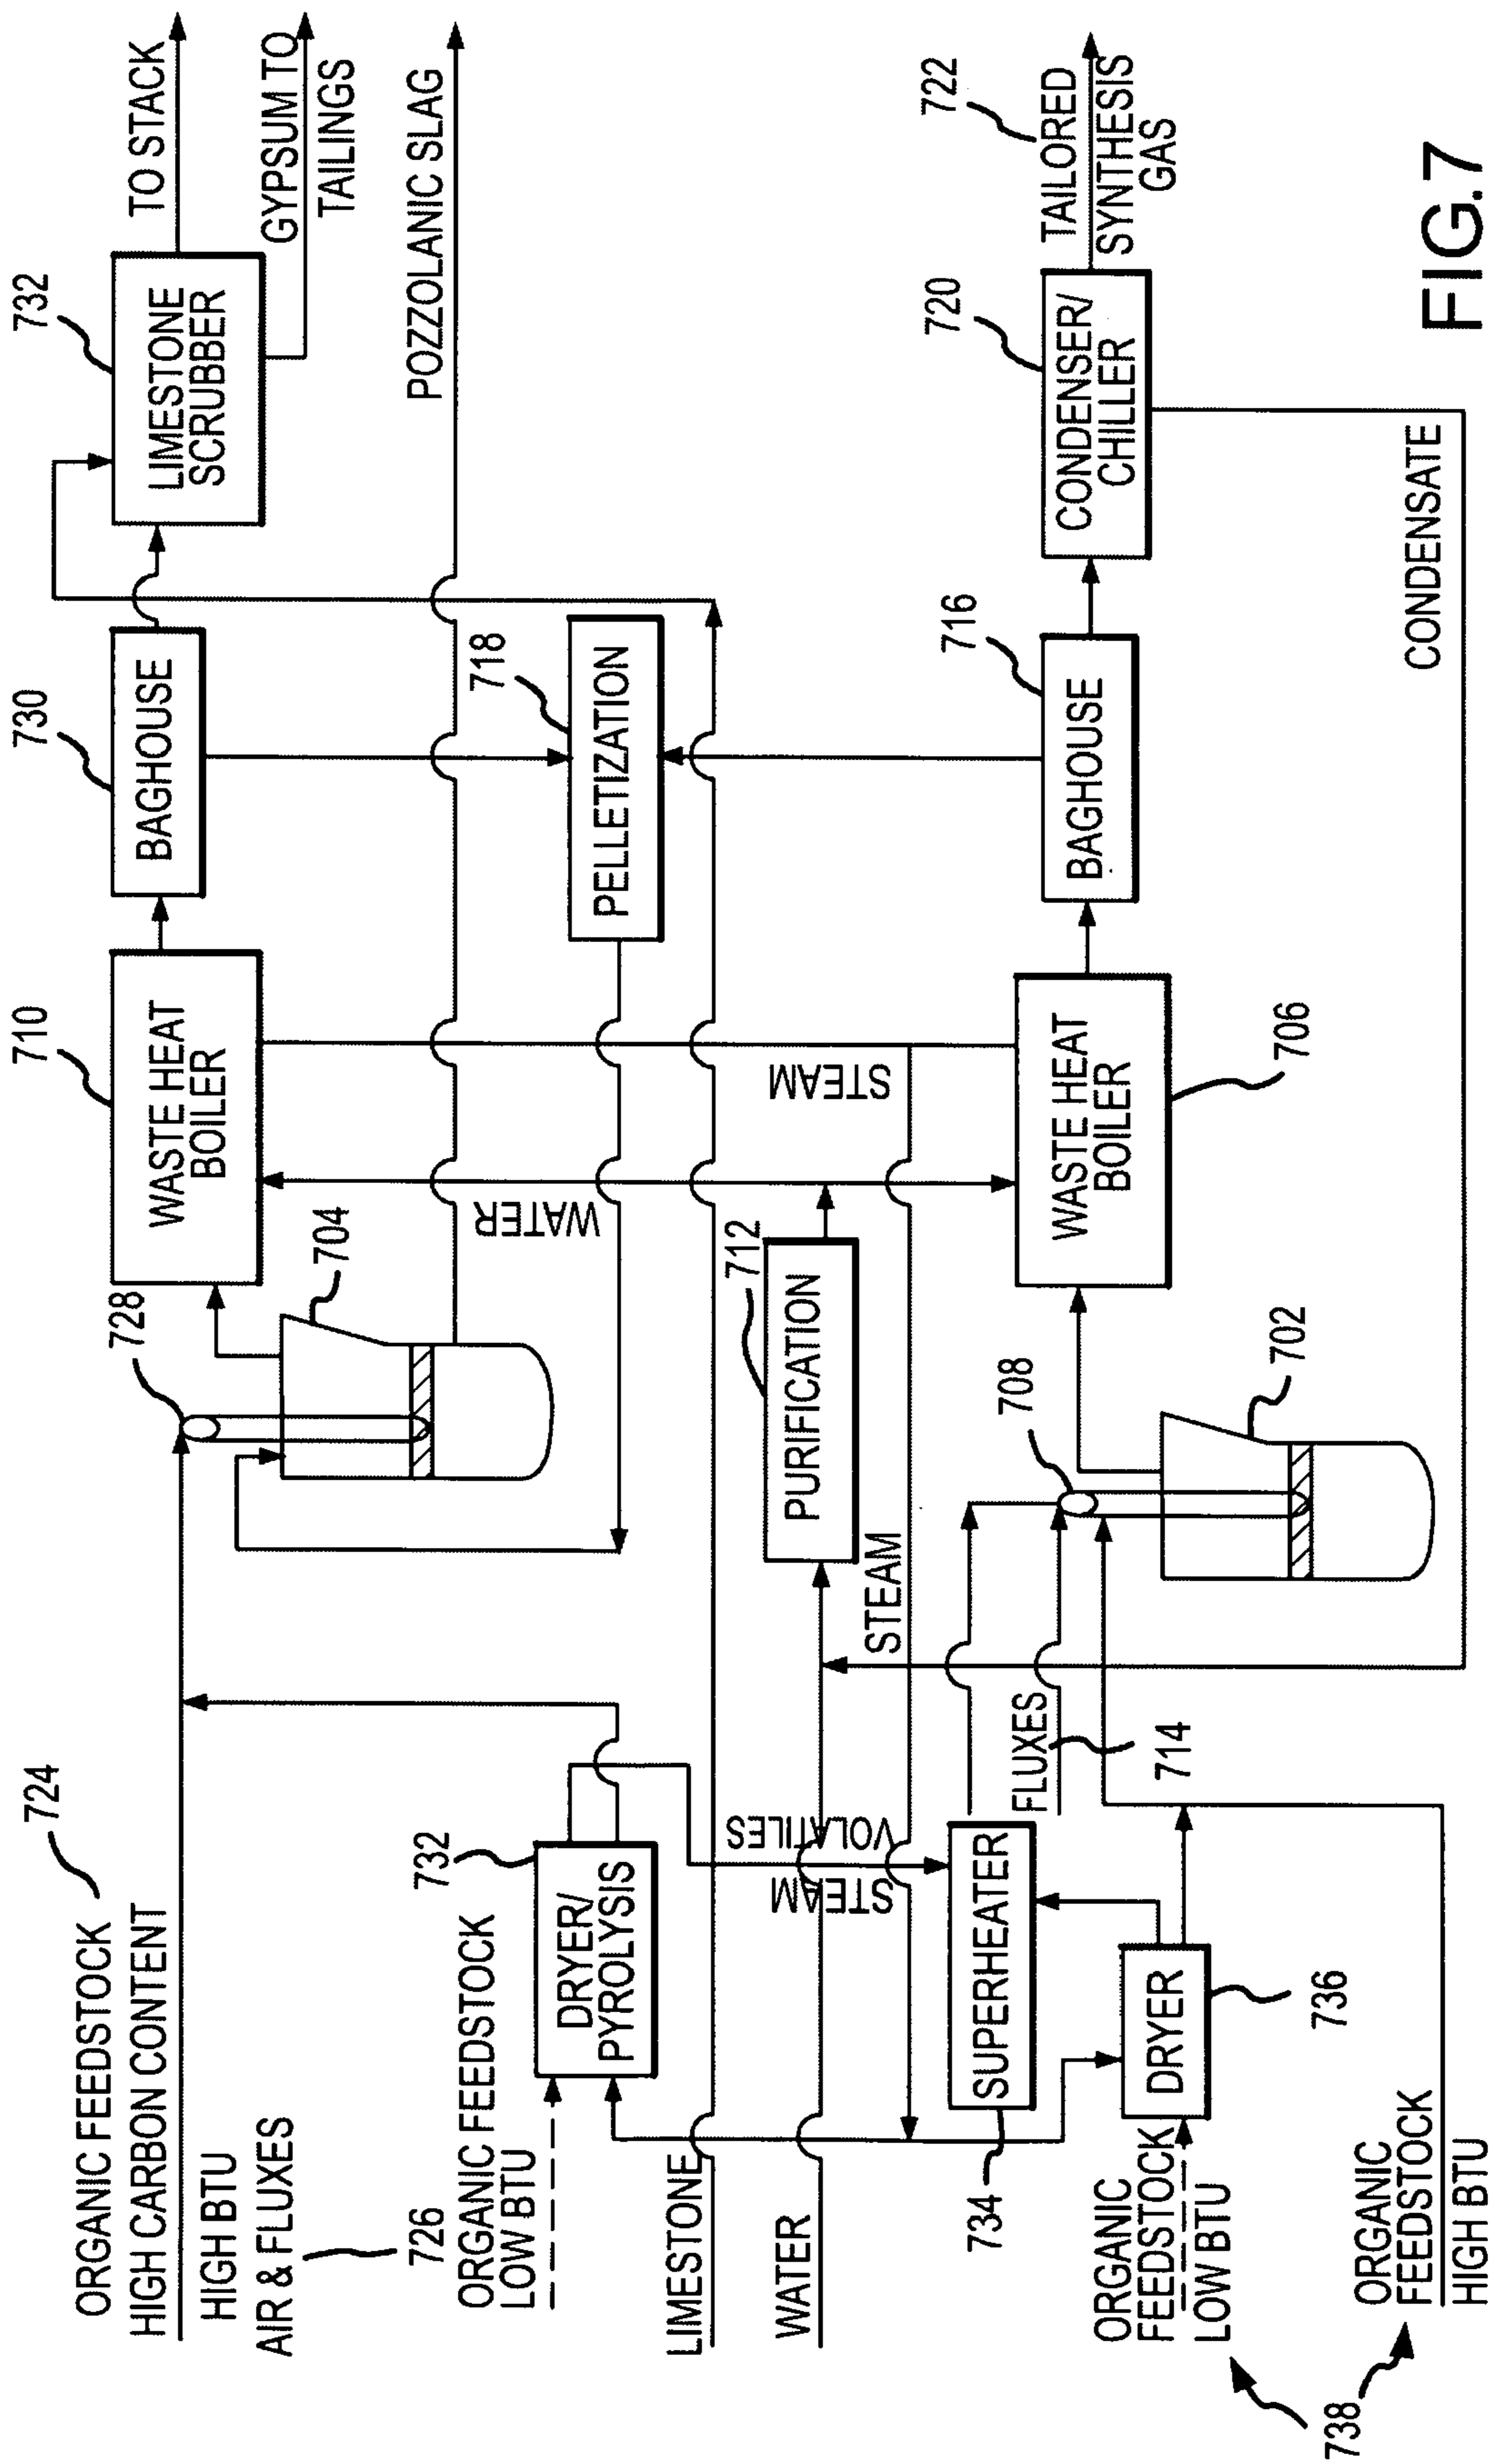 724
ORGANIC FEEDSTOCK
HIGH CARBON CONTENT
HIGH BTU
AIR & FLUXES
726
728
704
710
WASTE HEAT
BOILER
730
BAGHOUSE
732
LIMESTONE
SCRUBBER
TO STACK
GYPSUM TO
TAILINGS
POZZOLANIC SLAG
ORGANIC FEEDSTOCK
LOW BTU
732
DRYER/
PYROLYSIS
WATER
718
PELLETIZATION
LIMESTONE
WATER
VOLATILES
STEAM
712
PURIFICATION
STEAM
STEAM
734
SUPERHEATER
FLUXES
714
708
702
WASTE HEAT
BOILER
706
716
BAGHOUSE
720
CONDENSER/
CHILLER
722
TAILORED
SYNTHESIS
GAS
ORGANIC
FEEDSTOCK
LOW BTU
DRYER
736
738
ORGANIC
FEEDSTOCK
HIGH BTU
CONDENSATE
FIG.7